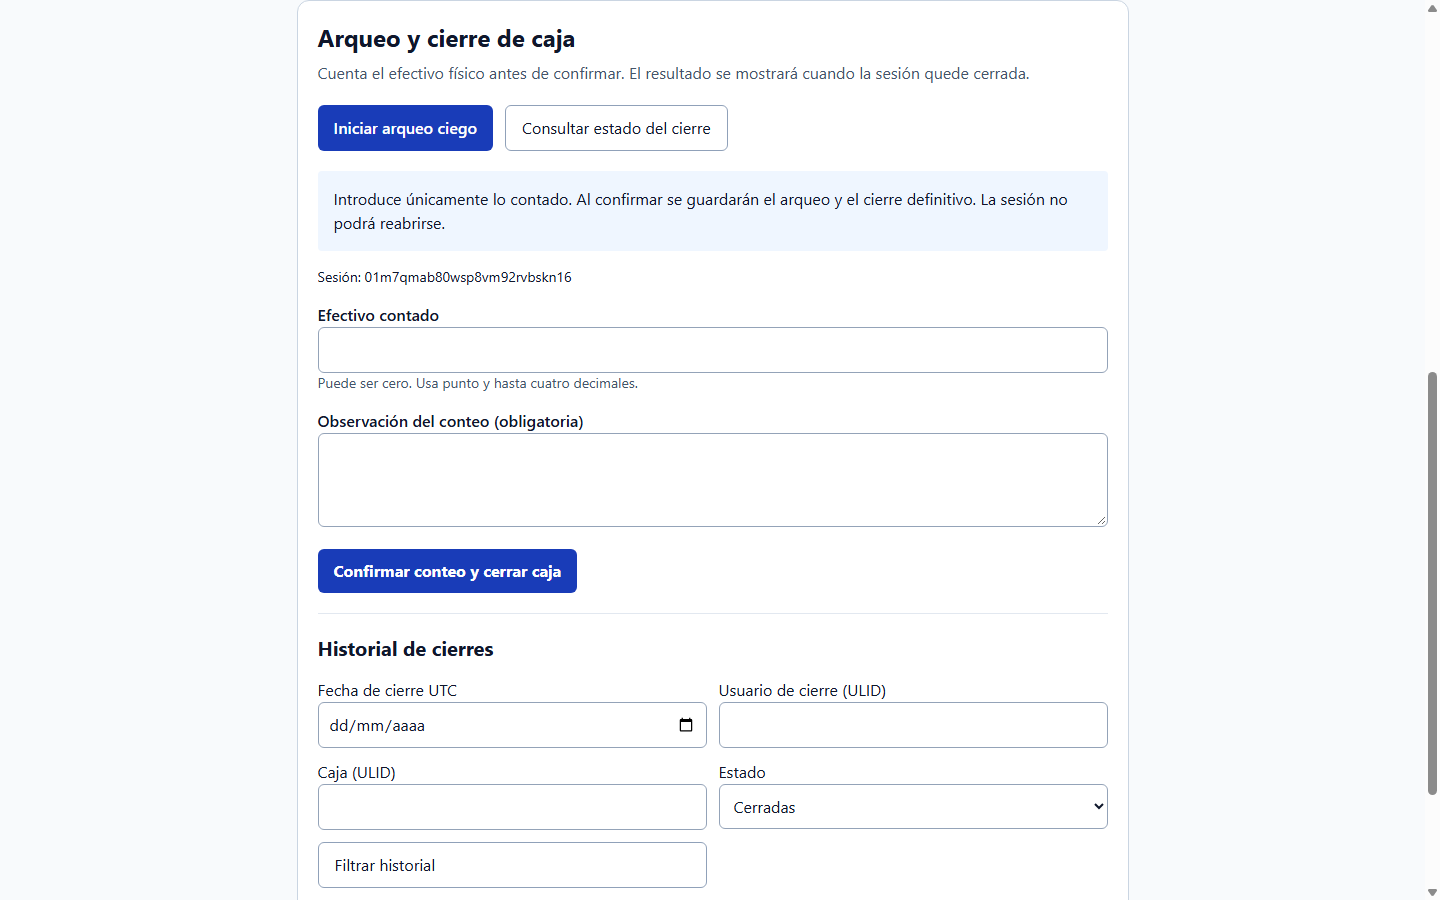 Arqueo y cierre de caja
Cuenta el efectivo físico antes de confirmar. El resultado se mostrará cuando la sesión quede cerrada.
Iniciar arqueo ciego
Consultar estado del cierre
Introduce únicamente lo contado. Al confirmar se guardarán el arqueo y el cierre definitivo. La sesión no
podrá reabrirse.
Sesión: 01m7qmab80wsp8vm92rvbskn16
Efectivo contado
Puede ser cero. Usa punto y hasta cuatro decimales.
Observación del conteo (obligatoria)
Confirmar conteo y cerrar caja
Historial de cierres
Fecha de cierre UTC
Usuario de cierre (ULID)
dd/mm/aaaa
Caja (ULID)
Estado
Cerradas
Filtrar historial